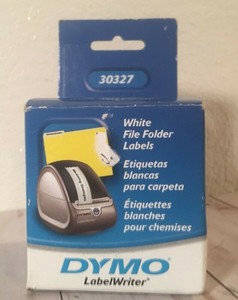 30327
White
File Folder
Labels
Etiquetas
blancas
para carpeta
Étiquettes
blanches
pour chemises
DYMO
LabelWriter®